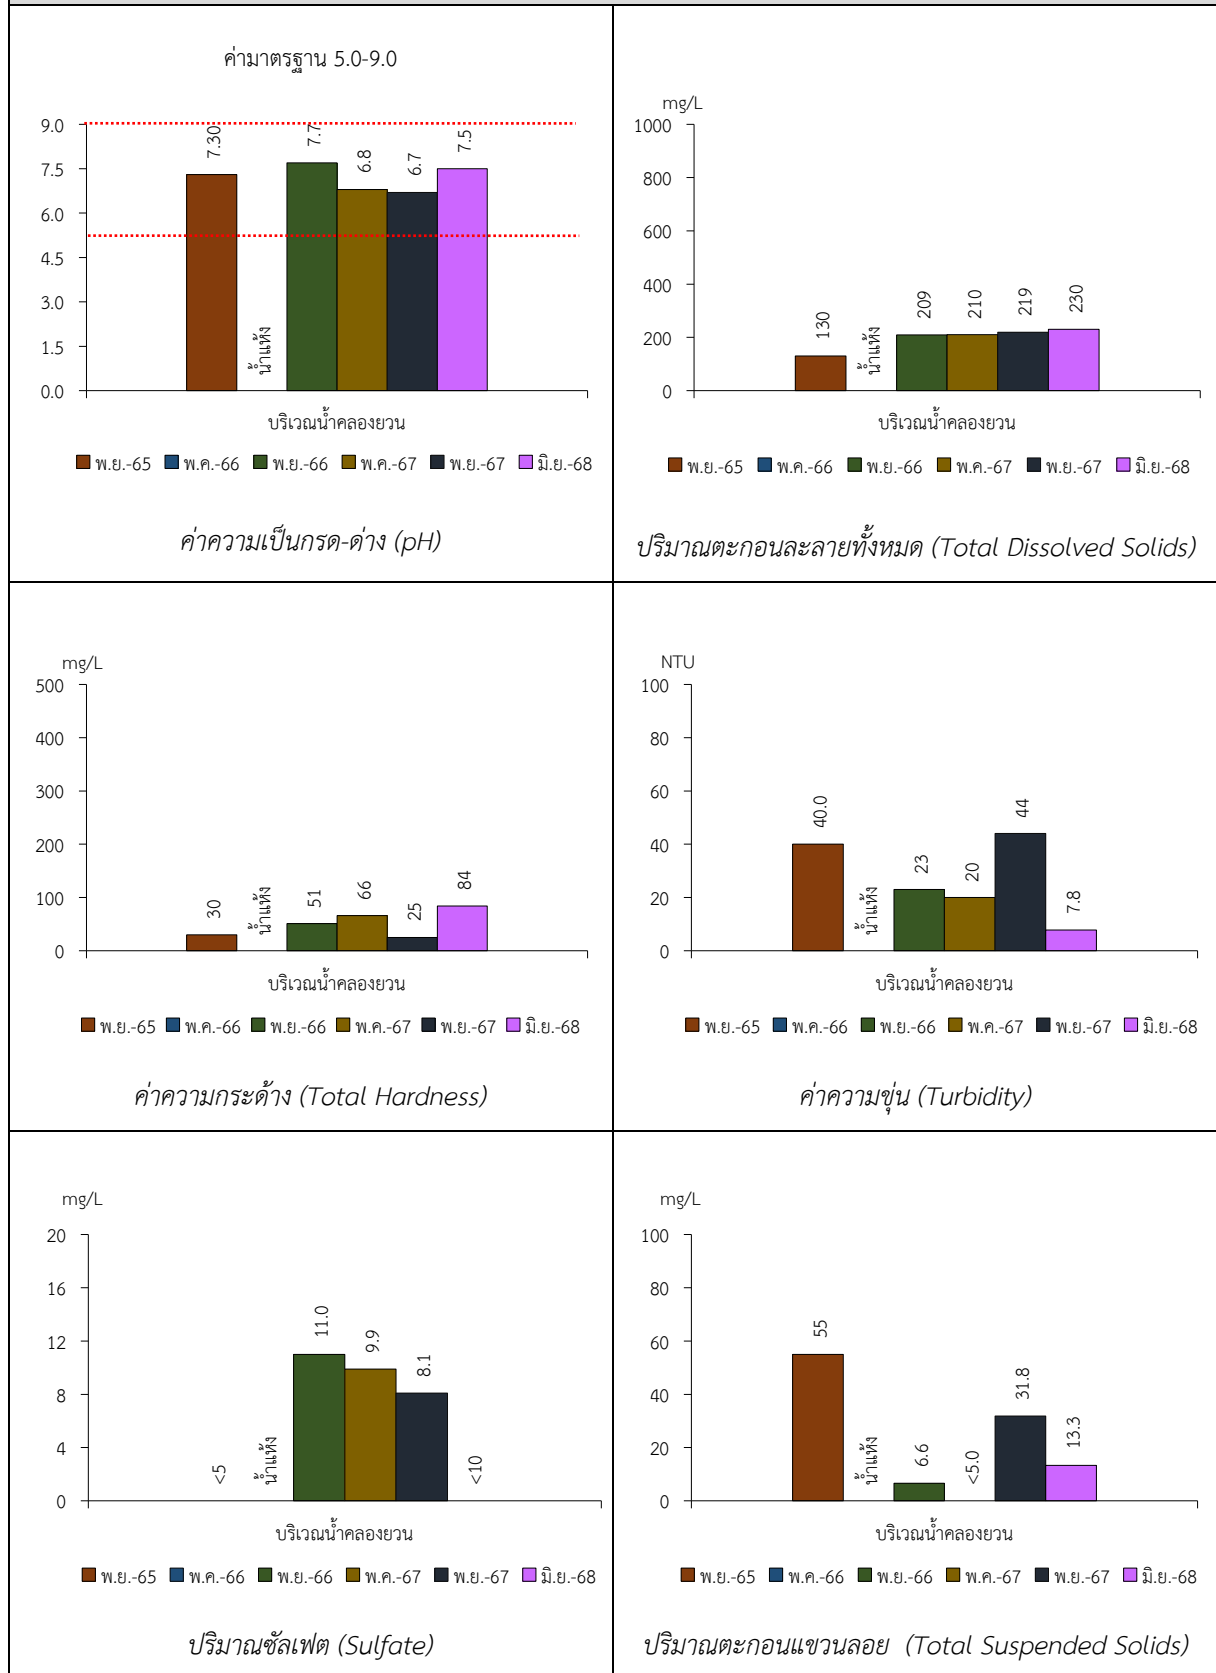 ค่ามาตรฐาน 5.0-9.0
9.0
7.5
6.0
4.5
3.0
1.5
0.0
7.30
น้ำแห้ง
7.7
6.8
6.7
7.5
บริเวณน้ำคลองยวน
พ.ย.-65 พ.ค.-66 พ.ย.-66 พ.ค.-67 พ.ย.-67 มิ.ย.-68
ค่าความเป็นกรด-ด่าง (pH)
mg/L
1000
800
600
400
200
0
130
น้ำแห้ง
209
210
219
230
บริเวณน้ำคลองยวน
พ.ย.-65 พ.ค.-66 พ.ย.-66 พ.ค.-67 พ.ย.-67 มิ.ย.-68
ปริมาณตะกอนละลายทั้งหมด (Total Dissolved Solids)
mg/L
500
400
300
200
100
0
30
น้ำแห้ง
51
66
25
84
บริเวณน้ำคลองยวน
พ.ย.-65 พ.ค.-66 พ.ย.-66 พ.ค.-67 พ.ย.-67 มิ.ย.-68
ค่าความกระด้าง (Total Hardness)
NTU
100
80
60
40
20
0
40.0
น้ำแห้ง
23
20
44
7.8
บริเวณน้ำคลองยวน
พ.ย.-65 พ.ค.-66 พ.ย.-66 พ.ค.-67 พ.ย.-67 มิ.ย.-68
ค่าความขุ่น (Turbidity)
mg/L
20
16
12
8
4
0
<5
น้ำแห้ง
11.0
9.9
8.1
<10
บริเวณน้ำคลองยวน
พ.ย.-65 พ.ค.-66 พ.ย.-66 พ.ค.-67 พ.ย.-67 มิ.ย.-68
ปริมาณซัลเฟต (Sulfate)
mg/L
100
80
60
40
20
0
55
น้ำแห้ง
6.6
<5.0
31.8
13.3
บริเวณน้ำคลองยวน
พ.ย.-65 พ.ค.-66 พ.ย.-66 พ.ค.-67 พ.ย.-67 มิ.ย.-68
ปริมาณตะกอนแขวนลอย (Total Suspended Solids)